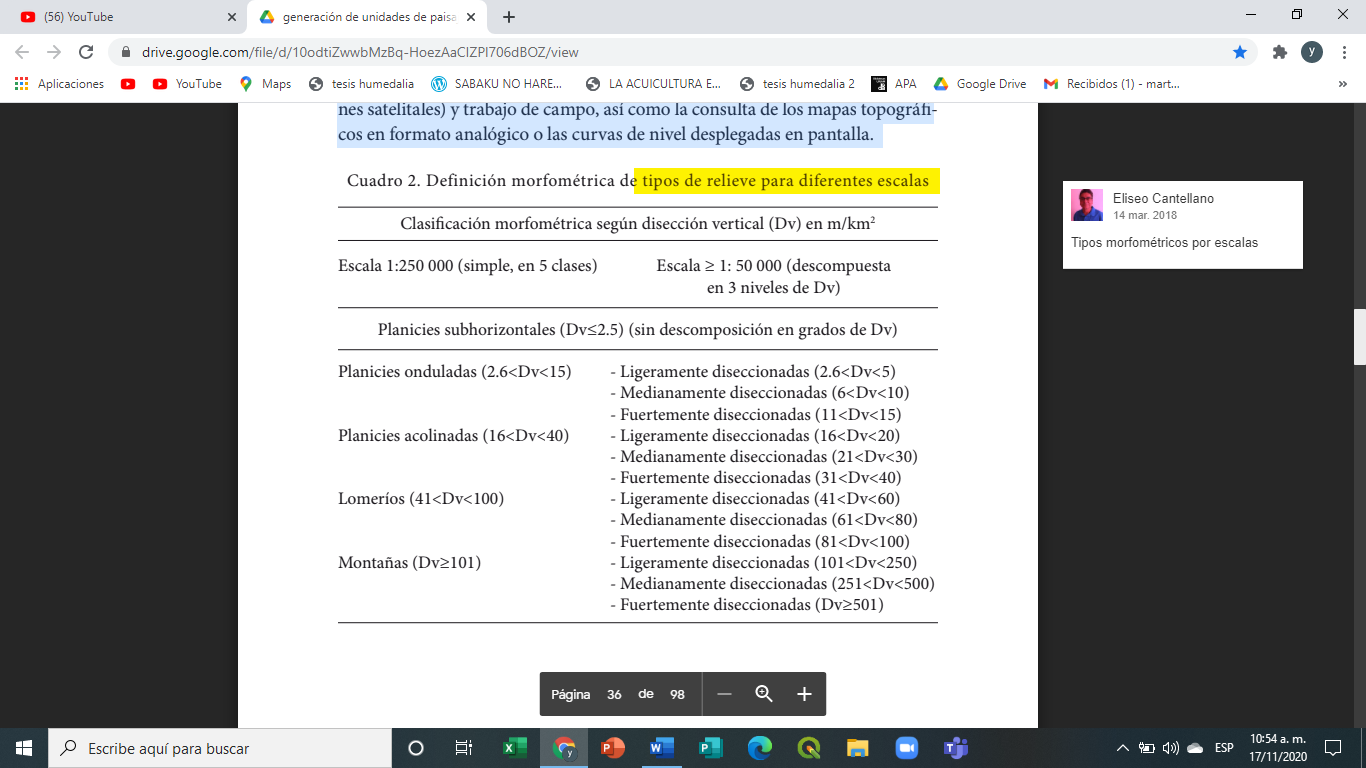 (56) YouTube
generación de unidades de paisa
drive.google.com/file/d/10odtiZwwbMzBq-HoezAaCIZPI706dBOZ/view
y
Aplicaciones
YouTube
Maps
tesis humedalia
SABAKU NO HARE...
LA ACUICULTURA E...
tesis humedalia 2
APA
Google Drive
Recibidos (1) - mart...
»
nes satelitales) y trabajo de campo, así como la consulta de los mapas topográfi-
cos en formato analógico o las curvas de nivel desplegadas en pantalla.
Cuadro 2. Definición morfométrica de tipos de relieve para diferentes escalas
Clasificación morfométrica según disección vertical (Dv) en m/km²
Escala 1:250 000 (simple, en 5 clases) Escala ≥ 1: 50 000 (descompuesta
en 3 niveles de Dv)
Planicies subhorizontales (Dv≤2.5) (sin descomposición en grados de Dv)
Planicies onduladas (2.6<Dv<15) - Ligeramente diseccionadas (2.6<Dv<5)
- Medianamente diseccionadas (6<Dv<10)
- Fuertemente diseccionadas (11<Dv<15)
Planicies acolinadas (16<Dv<40) - Ligeramente diseccionadas (16<Dv<20)
- Medianamente diseccionadas (21<Dv<30)
- Fuertemente diseccionadas (31<Dv<40)
Lomeríos (41<Dv<100) - Ligeramente diseccionadas (41<Dv<60)
- Medianamente diseccionadas (61<Dv<80)
- Fuertemente diseccionadas (81<Dv<100)
Montañas (Dv≥101) - Ligeramente diseccionadas (101<Dv<250)
- Medianamente diseccionadas (251<Dv<500)
- Fuertemente diseccionadas (Dv≥501)
Eliseo Cantellano
14 mar. 2018
Tipos morfométricos por escalas
Página 36 de 98
Escribe aquí para buscar
ESP
10:54 a. m.
17/11/2020